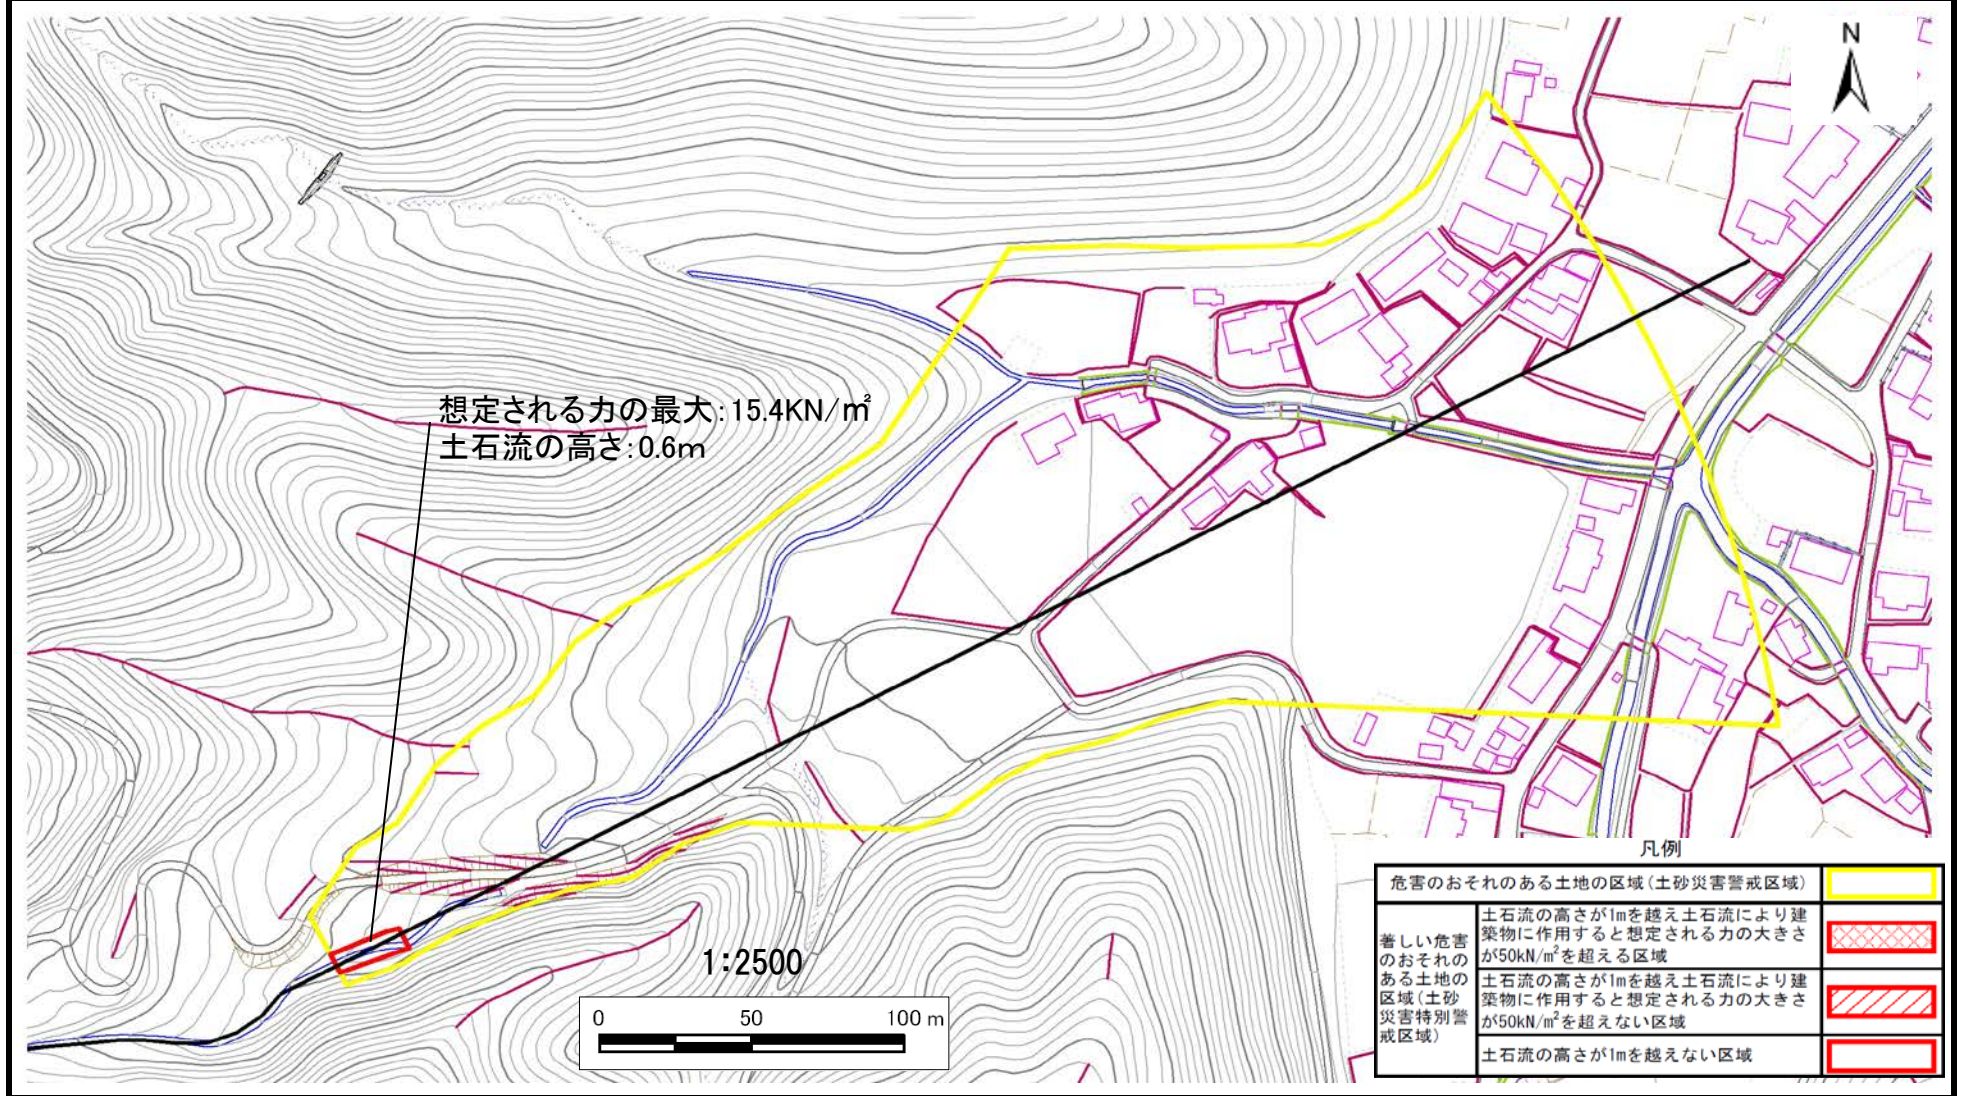 N
想定される力の最大:15.4KN/㎡
土石流の高さ:0.6m
1:2500
0 50 100 m
凡例
危害のおそれのある土地の区域(土砂災害警戒区域)
著しい危害
のおそれの
ある土地の
区域(土砂
災害特別警
戒区域)
土石流の高さが1mを越え土石流により建
築物に作用すると想定される力の大きさ
が50kN/㎡を超える区域
土石流の高さが1mを越え土石流により建
築物に作用すると想定される力の大きさ
が50kN/㎡を超えない区域
土石流の高さが1mを越えない区域